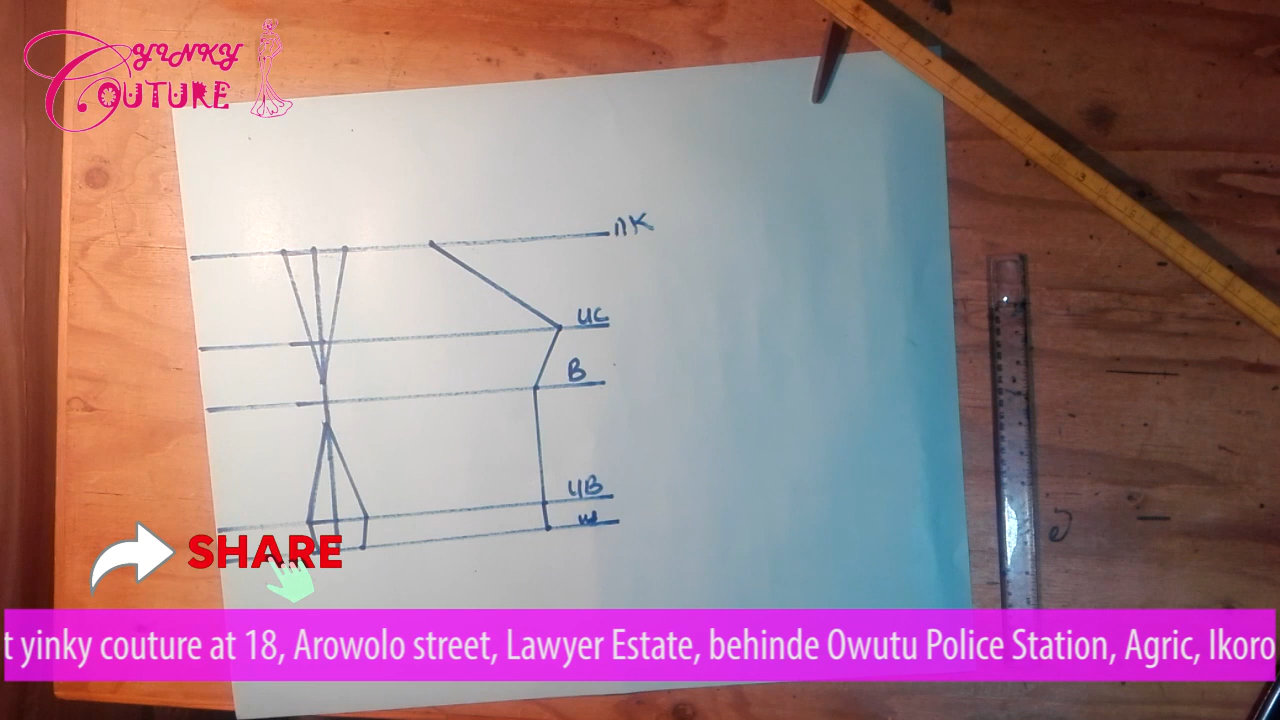 YINKY
COUTURE
NK
UC
B
UB
SHARE
t yinky couture at 18, Arowolo street, Lawyer Estate, behinde Owutu Police Station, Agric, Ikoro